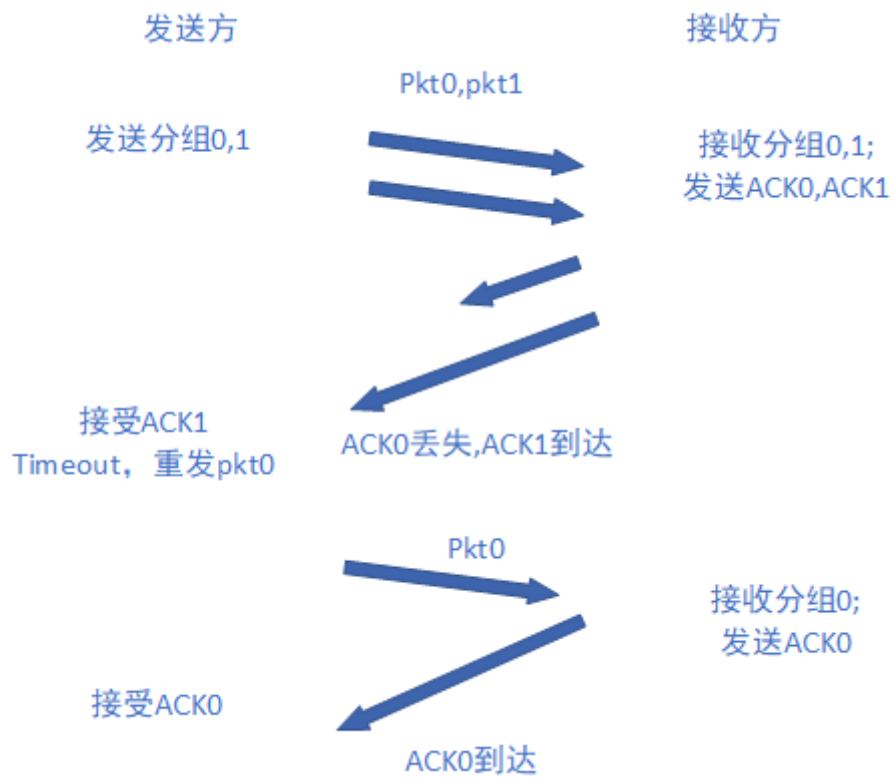 发送方
接收方
Pkt0,pkt1
发送分组0,1
接收分组0,1;
发送ACK0,ACK1
接受ACK1
Timeout，重发pkt0
ACK0丢失,ACK1到达
Pkt0
接收分组0;
发送ACK0
接受ACK0
ACK0到达